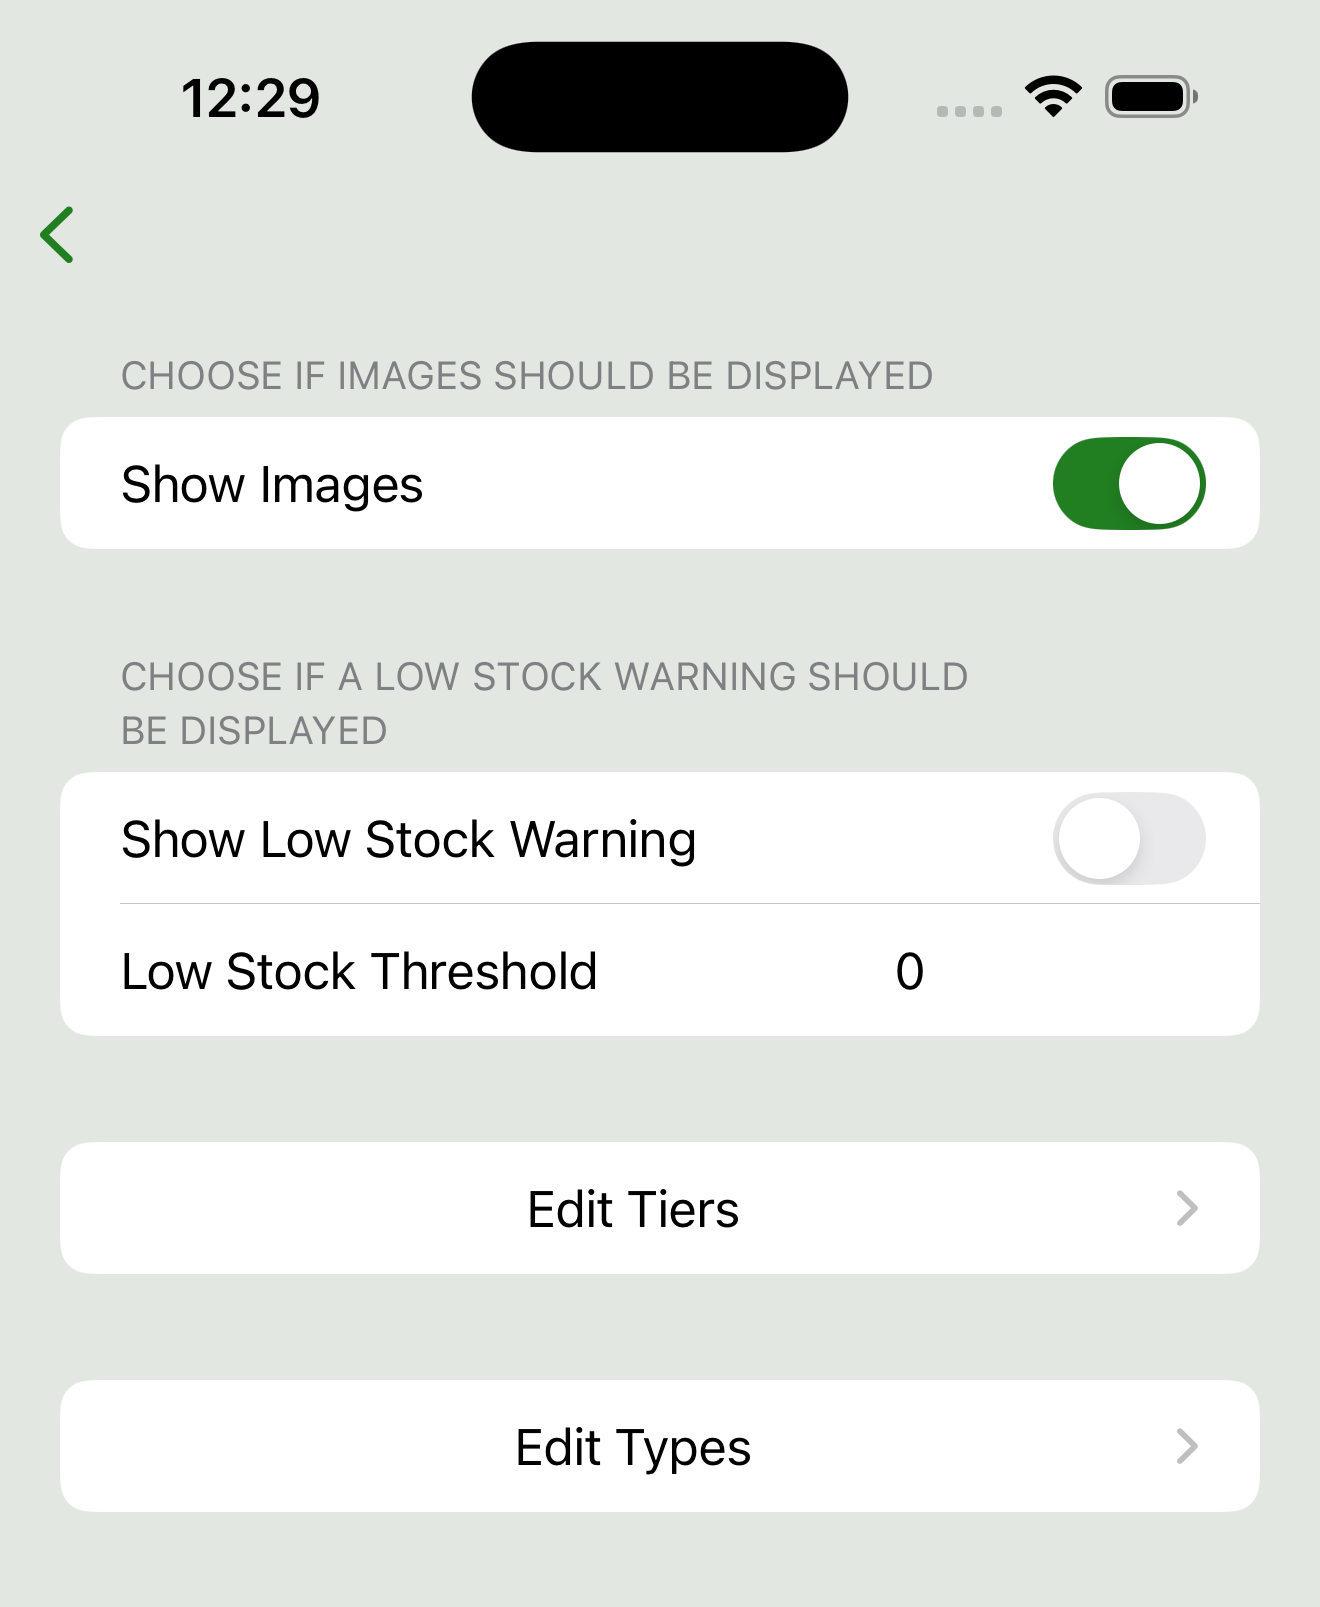 12:29
CHOOSE IF IMAGES SHOULD BE DISPLAYED
Show Images
CHOOSE IF A LOW STOCK WARNING SHOULD
BE DISPLAYED
Show Low Stock Warning
Low Stock Threshold 0
Edit Tiers
Edit Types